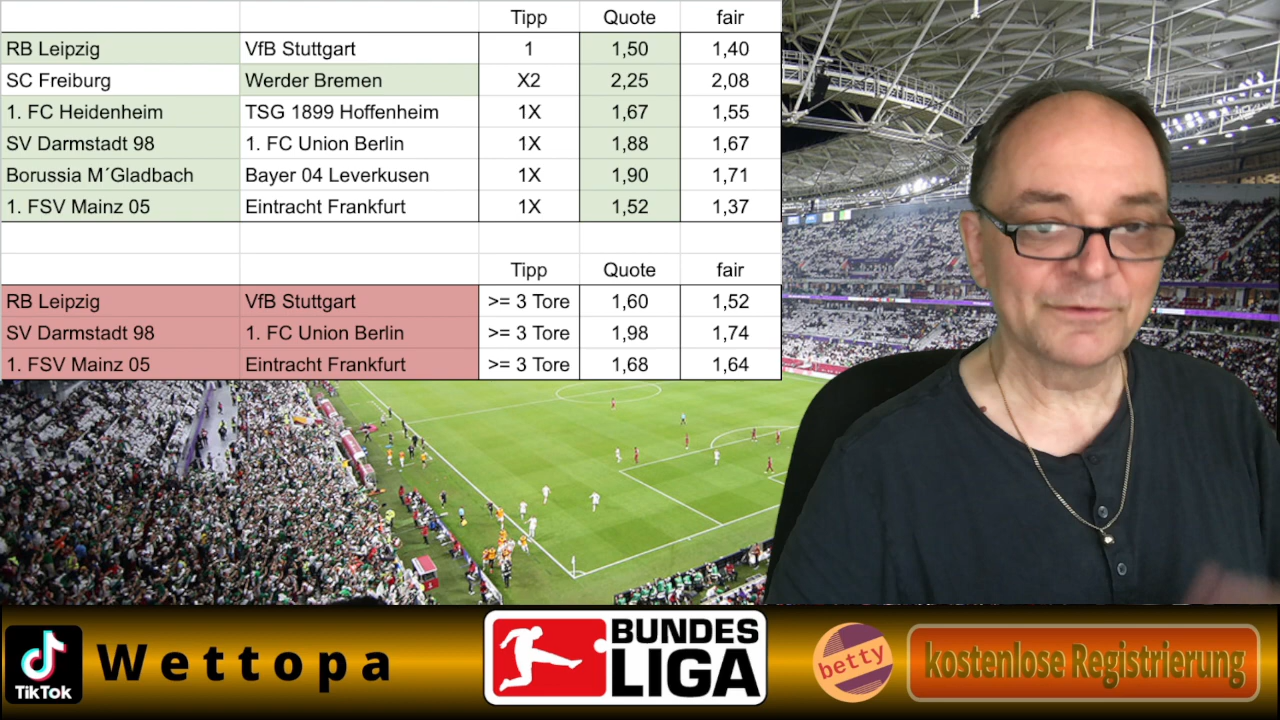 Tipp Quote fair
RB Leipzig VfB Stuttgart 1 1,50 1,40
SC Freiburg Werder Bremen X2 2,25 2,08
1. FC Heidenheim TSG 1899 Hoffenheim 1X 1,67 1,55
SV Darmstadt 98 1. FC Union Berlin 1X 1,88 1,67
Borussia M´Gladbach Bayer 04 Leverkusen 1X 1,90 1,71
1. FSV Mainz 05 Eintracht Frankfurt 1X 1,52 1,37
Tipp Quote fair
RB Leipzig VfB Stuttgart >= 3 Tore 1,60 1,52
SV Darmstadt 98 1. FC Union Berlin >= 3 Tore 1,98 1,74
1. FSV Mainz 05 Eintracht Frankfurt >= 3 Tore 1,68 1,64
TikTok
Wettopa
BUNDES
LIGA
betty
kostenlose Registrierung